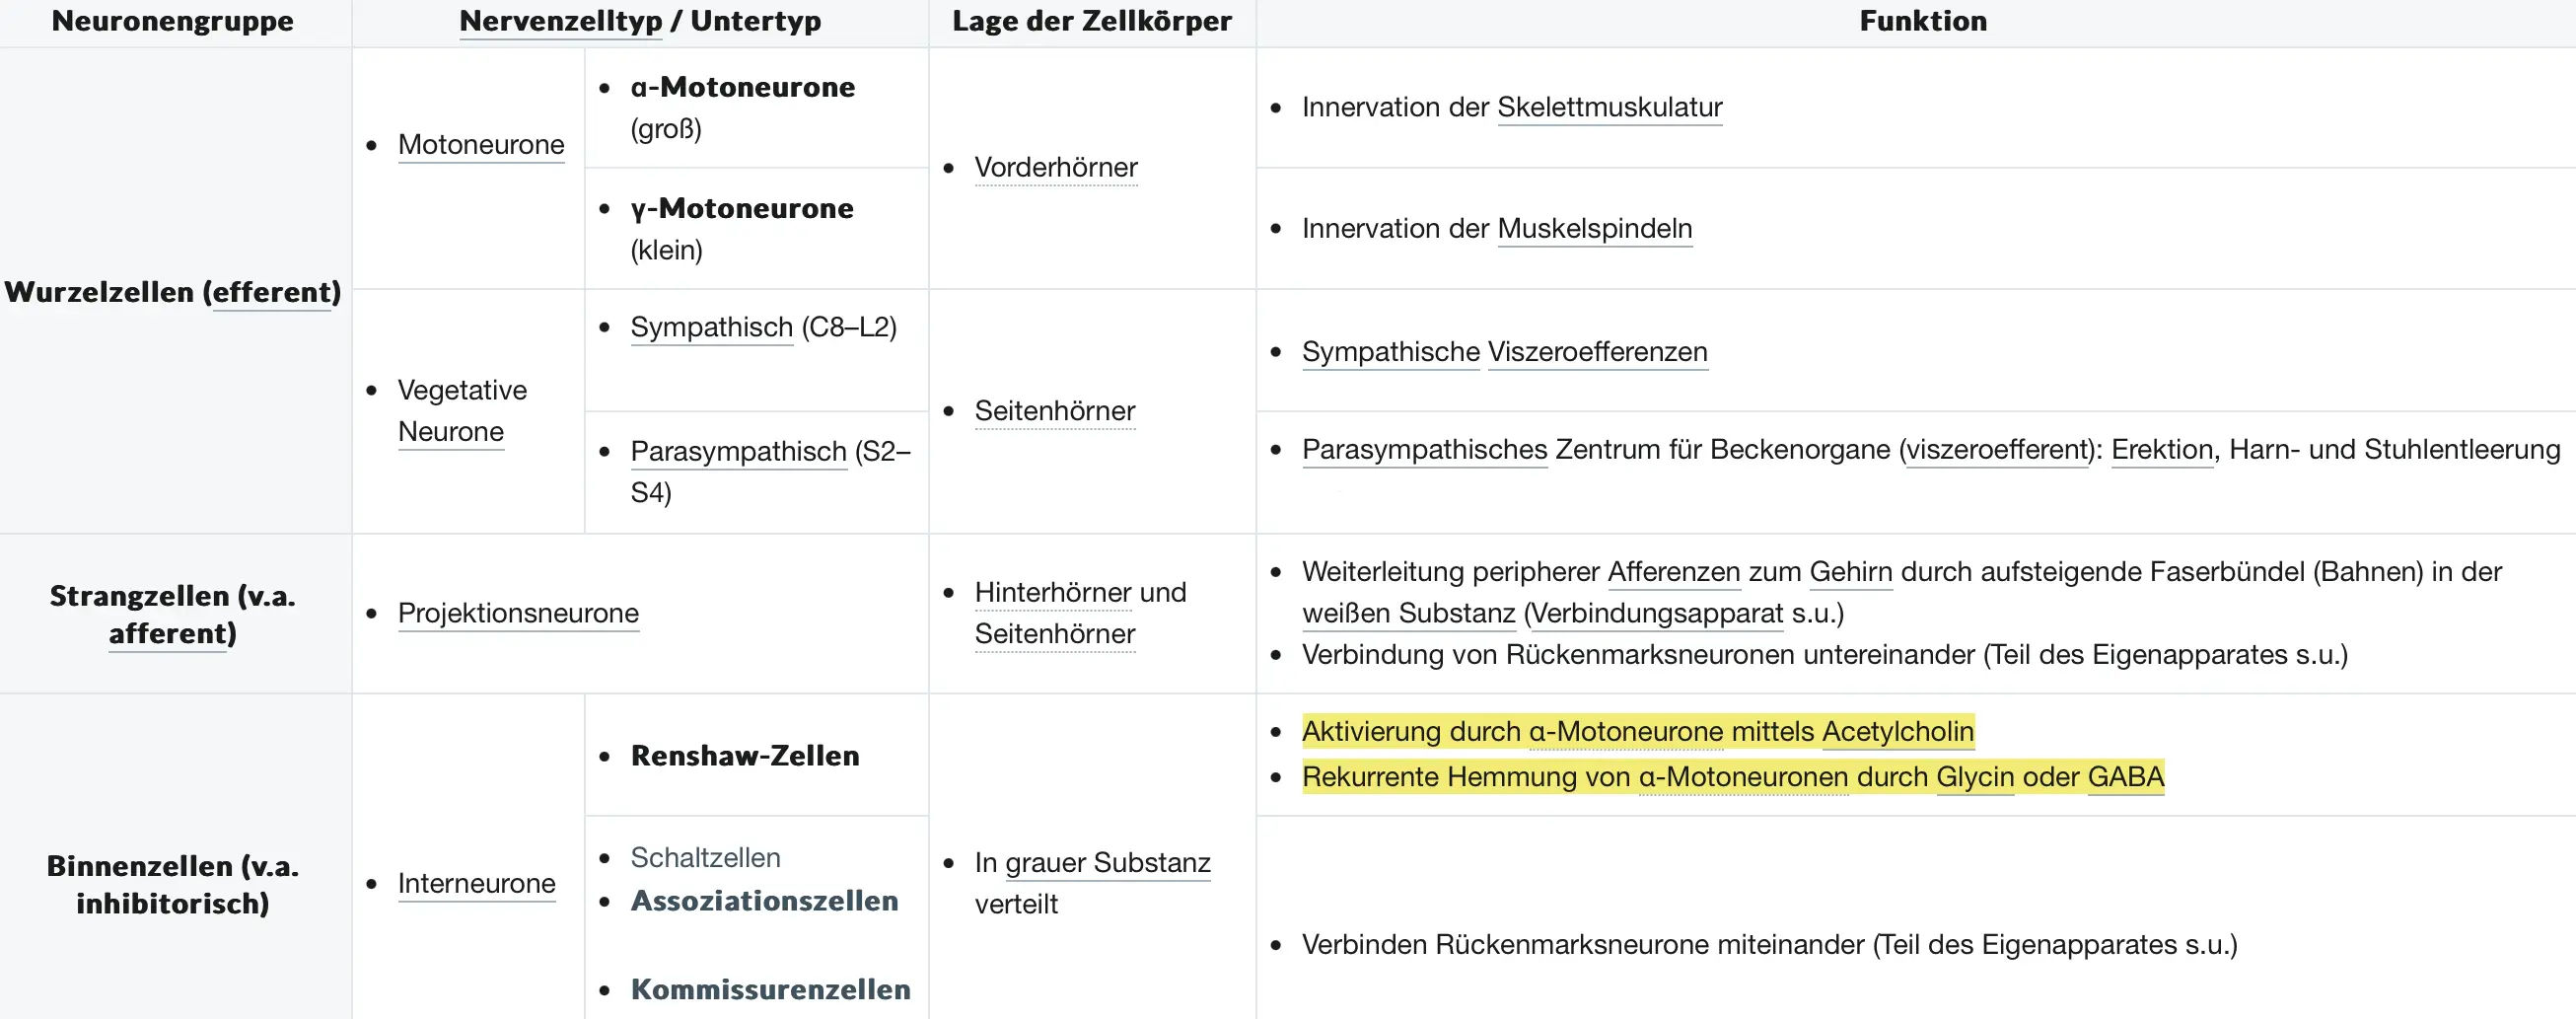 Neuronengruppe
Nervenzelltyp / Untertyp
Lage der Zellkörper
Funktion
Wurzelzellen (efferent)
Motoneurone
α-Motoneurone
(groß)
Vorderhörner
Innervation der Skelettmuskulatur
γ-Motoneurone
(klein)
Innervation der Muskelspindeln
Vegetative
Neurone
Sympathisch (C8–L2)
Seitenhörner
Sympathische Viszeroefferenzen
Parasympathisch (S2–
S4)
Parasympathisches Zentrum für Beckenorgane (viszeroefferent): Erektion, Harn- und Stuhlentleerung
Strangzellen (v.a.
afferent)
Projektionsneurone
Hinterhörner und
Seitenhörner
Weiterleitung peripherer Afferenzen zum Gehirn durch aufsteigende Faserbündel (Bahnen) in der
weißen Substanz (Verbindungsapparat s.u.)
Verbindung von Rückenmarksneuronen untereinander (Teil des Eigenapparates s.u.)
Binnenzellen (v.a.
inhibitorisch)
Interneurone
Renshaw-Zellen
In grauer Substanz
verteilt
Aktivierung durch α-Motoneurone mittels Acetylcholin
Rekurrente Hemmung von α-Motoneuronen durch Glycin oder GABA
Schaltzellen
Assoziationszellen
Kommissurenzellen
Verbinden Rückenmarksneurone miteinander (Teil des Eigenapparates s.u.)